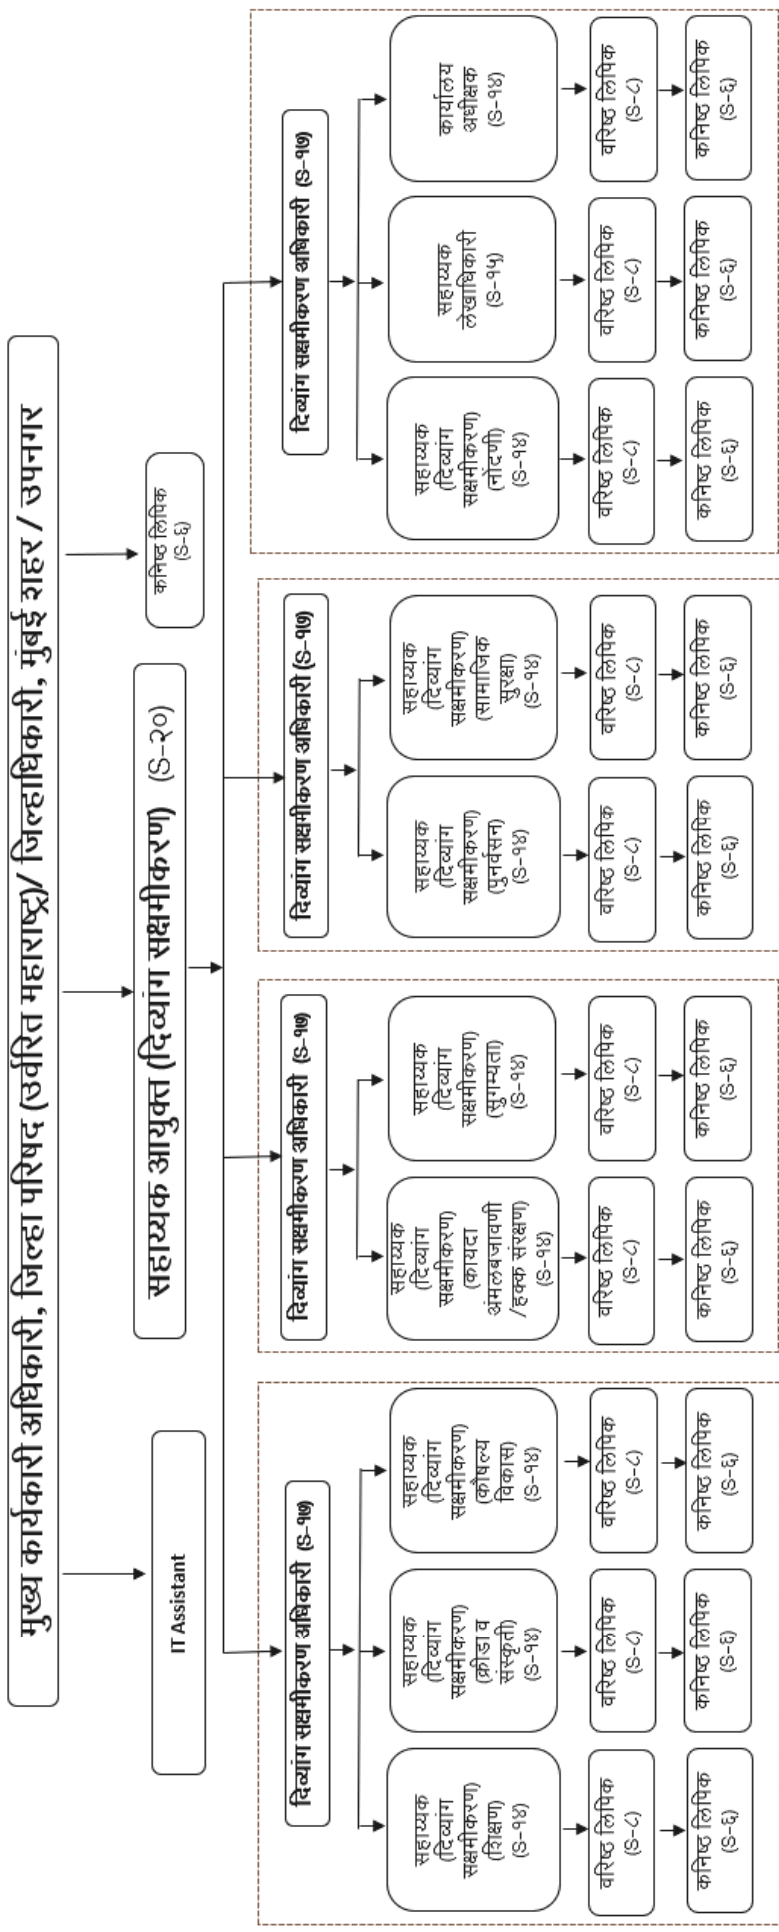 मुख्य कार्यकारी अधिकारी, जिल्हा परिषद (उर्वरित महाराष्ट्र)/ जिल्हाधिकारी, मुंबई शहर / उपनगर
IT Assistant
सहाय्यक आयुक्त (दिव्यांग सक्षमीकरण) (S-२०)
कनिष्ठ लिपिक
(S-६)
दिव्यांग सक्षमीकरण अधिकारी (S-१७)
सहाय्यक
(दिव्यांग
सक्षमीकरण)
(शिक्षण)
(S-१४)
वरिष्ठ लिपिक
(S-८)
कनिष्ठ लिपिक
(S-६)
सहाय्यक
(दिव्यांग
सक्षमीकरण)
(क्रीडा व
संस्कृती)
(S-१४)
वरिष्ठ लिपिक
(S-८)
कनिष्ठ लिपिक
(S-६)
सहाय्यक
(दिव्यांग
सक्षमीकरण)
(कौषल्य
विकास)
(S-१४)
वरिष्ठ लिपिक
(S-८)
कनिष्ठ लिपिक
(S-६)
दिव्यांग सक्षमीकरण अधिकारी (S-१७)
सहाय्यक
(दिव्यांग
सक्षमीकरण)
(कायदा
अंमलबजावणी
/हक्क संरक्षण)
(S-१४)
वरिष्ठ लिपिक
(S-८)
कनिष्ठ लिपिक
(S-६)
सहाय्यक
(दिव्यांग
सक्षमीकरण)
(सुगम्यता)
(S-१४)
वरिष्ठ लिपिक
(S-८)
कनिष्ठ लिपिक
(S-६)
दिव्यांग सक्षमीकरण अधिकारी (S-१७)
सहाय्यक
(दिव्यांग
सक्षमीकरण)
(पुनर्वसन)
(S-१४)
वरिष्ठ लिपिक
(S-८)
कनिष्ठ लिपिक
(S-६)
सहाय्यक
(दिव्यांग
सक्षमीकरण)
(सामाजिक
सुरक्षा)
(S-१४)
वरिष्ठ लिपिक
(S-८)
कनिष्ठ लिपिक
(S-६)
दिव्यांग सक्षमीकरण अधिकारी (S-१७)
सहाय्यक
(दिव्यांग
सक्षमीकरण)
(नोंदणी)
(S-१४)
वरिष्ठ लिपिक
(S-८)
कनिष्ठ लिपिक
(S-६)
सहाय्यक
लेखाधिकारी
(S-१५)
वरिष्ठ लिपिक
(S-८)
कनिष्ठ लिपिक
(S-६)
कार्यालय
अधीक्षक
(S-१४)
वरिष्ठ लिपिक
(S-८)
कनिष्ठ लिपिक
(S-६)